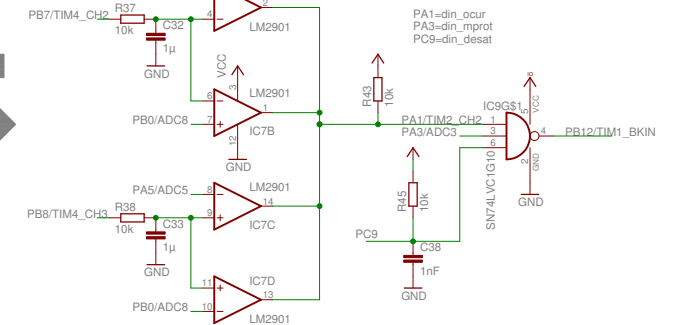 PA1=din_ocur
PA3=din_mprot
PC9=din_desat
PB7/TIM4_CH2
R37
10k
C32
1µ
GND
4
2
LM2901
VCC
3
LM2901
6
7
1
12
IC7B
GND
PB0/ADC8
R43
10k
PA1/TIM2_CH2
PA3/ADC3
1
3
6
IC9G$1
5
VCC
4
2
GND
GND
SN74LVC1G10
PB12/TIM1_BKIN
PA5/ADC5
8
9
14
LM2901
IC7C
PB8/TIM4_CH3
R38
10k
C33
1µ
GND
R45
10k
PC9
C38
1nF
GND
11
10
13
IC7D
LM2901
PB0/ADC8